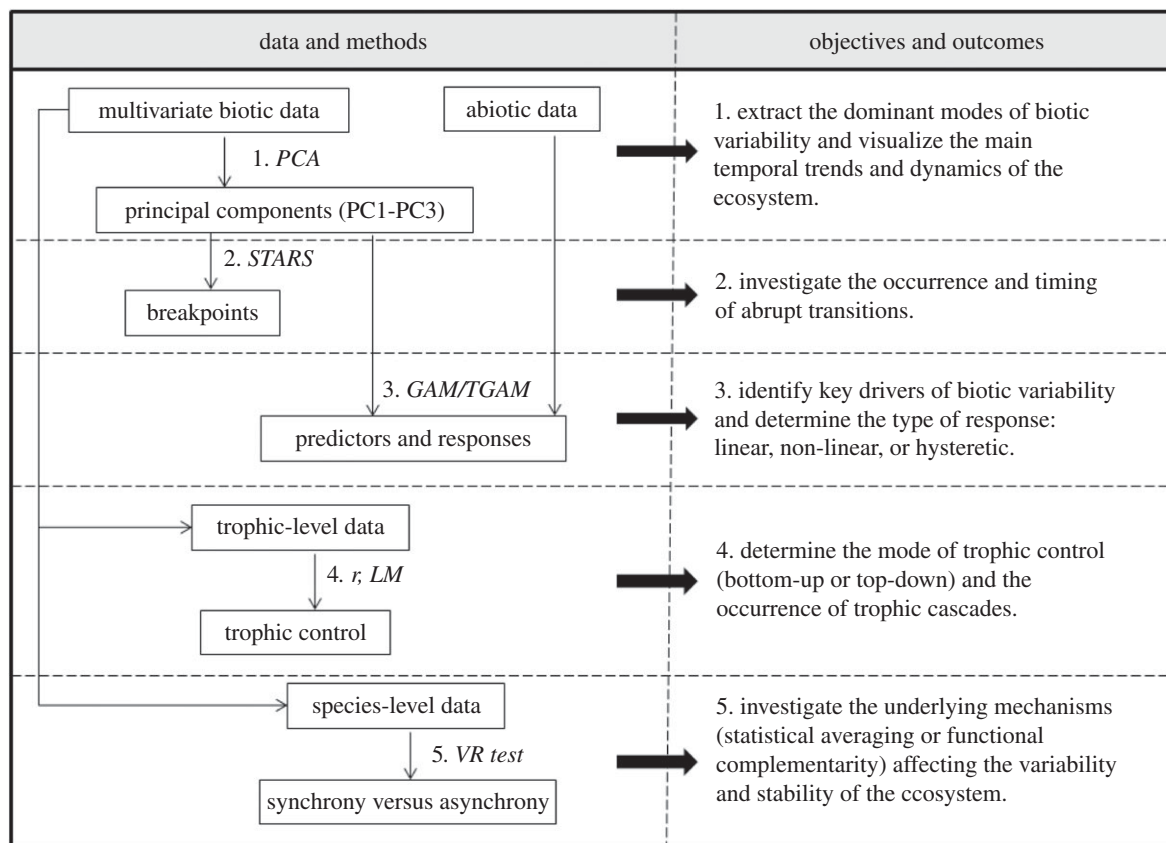 data and methods
objectives and outcomes
multivariate biotic data
abiotic data
1. PCA
principal components (PC1-PC3)
1. extract the dominant modes of biotic
variability and visualize the main
temporal trends and dynamics of the
ecosystem.
2. STARS
breakpoints
2. investigate the occurrence and timing
of abrupt transitions.
3. GAM/TGAM
predictors and responses
3. identify key drivers of biotic variability
and determine the type of response:
linear, non-linear, or hysteretic.
trophic-level data
4. r, LM
trophic control
4. determine the mode of trophic control
(bottom-up or top-down) and the
occurrence of trophic cascades.
species-level data
5. VR test
synchrony versus asynchrony
5. investigate the underlying mechanisms
(statistical averaging or functional
complementarity) affecting the variability
and stability of the ccosystem.